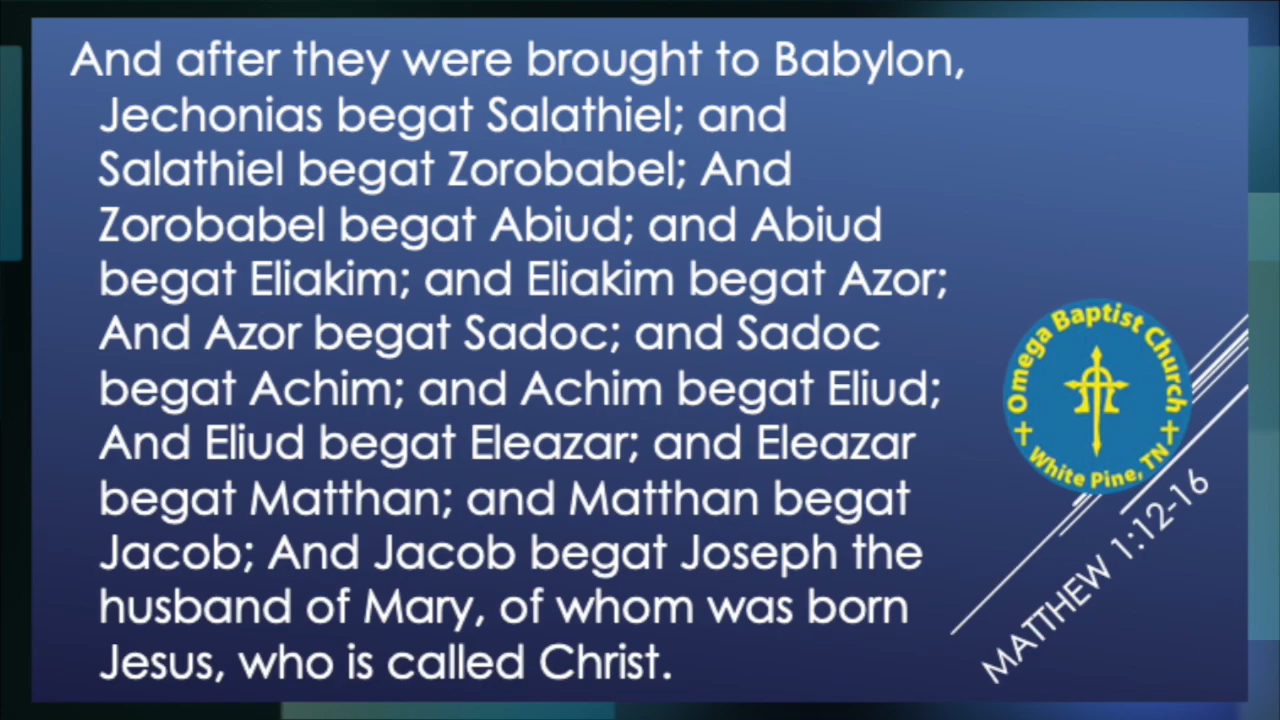 And after they were brought to Babylon,
Jechonias begat Salathiel; and
Salathiel begat Zorobabel; And
Zorobabel begat Abiud; and Abiud
begat Eliakim; and Eliakim begat Azor;
And Azor begat Sadoc; and Sadoc
begat Achim; and Achim begat Eliud;
And Eliud begat Eleazar; and Eleazar
begat Matthan; and Matthan begat
Jacob; And Jacob begat Joseph the
husband of Mary, of whom was born
Jesus, who is called Christ.
Omega Baptist Church
White Pine, TN
MATTHEW 1:12-16